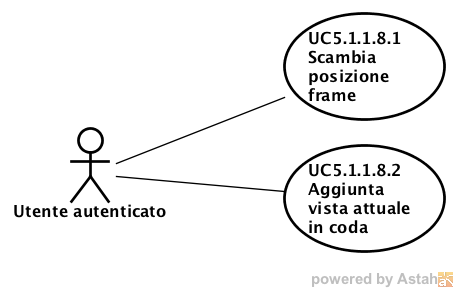 UC5.1.1.8.1
Scambia
posizione
frame
UC5.1.1.8.2
Aggiunta
vista attuale
in coda
Utente autenticato
powered by Astah